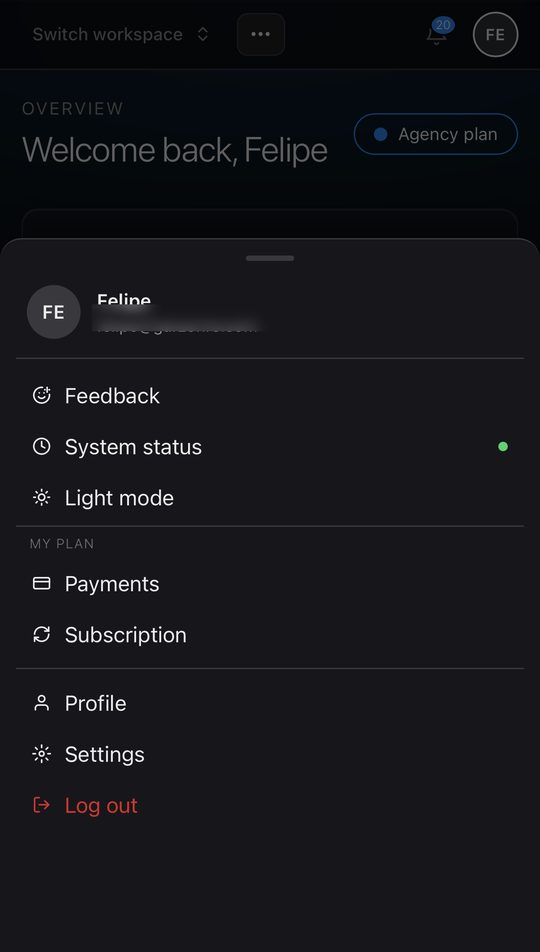 Switch workspace
20
FE
OVERVIEW
Welcome back, Felipe
Agency plan
FE
Felipe
Feedback
System status
Light mode
MY PLAN
Payments
Subscription
Profile
Settings
Log out